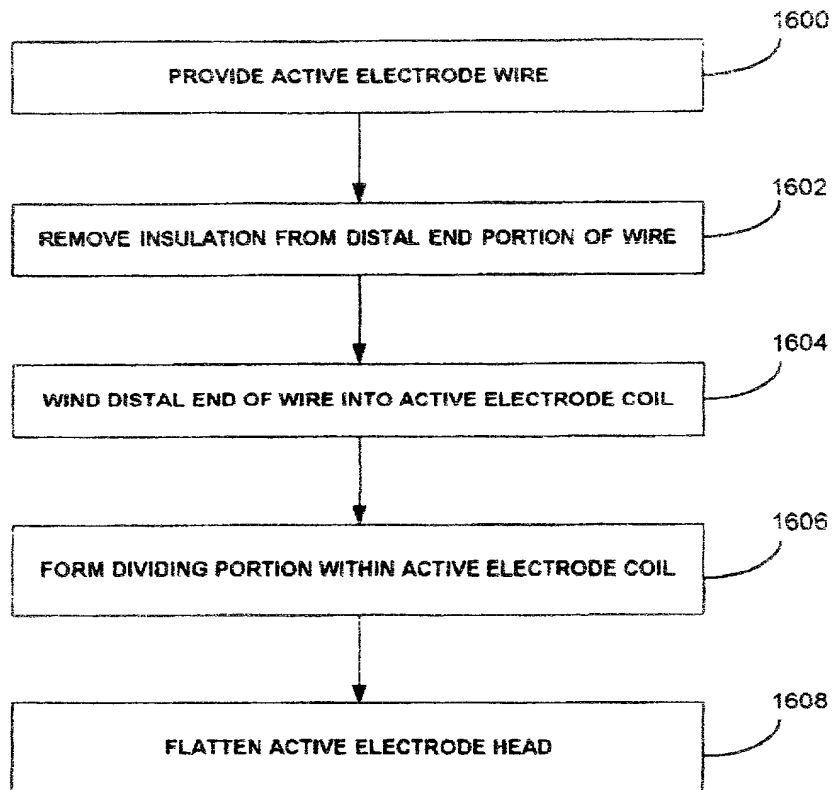 1600
PROVIDE ACTIVE ELECTRODE WIRE
1602
REMOVE INSULATION FROM DISTAL END PORTION OF WIRE
1604
WIND DISTAL END OF WIRE INTO ACTIVE ELECTRODE COIL
1606
FORM DIVIDING PORTION WITHIN ACTIVE ELECTRODE COIL
1608
FLATTEN ACTIVE ELECTRODE HEAD